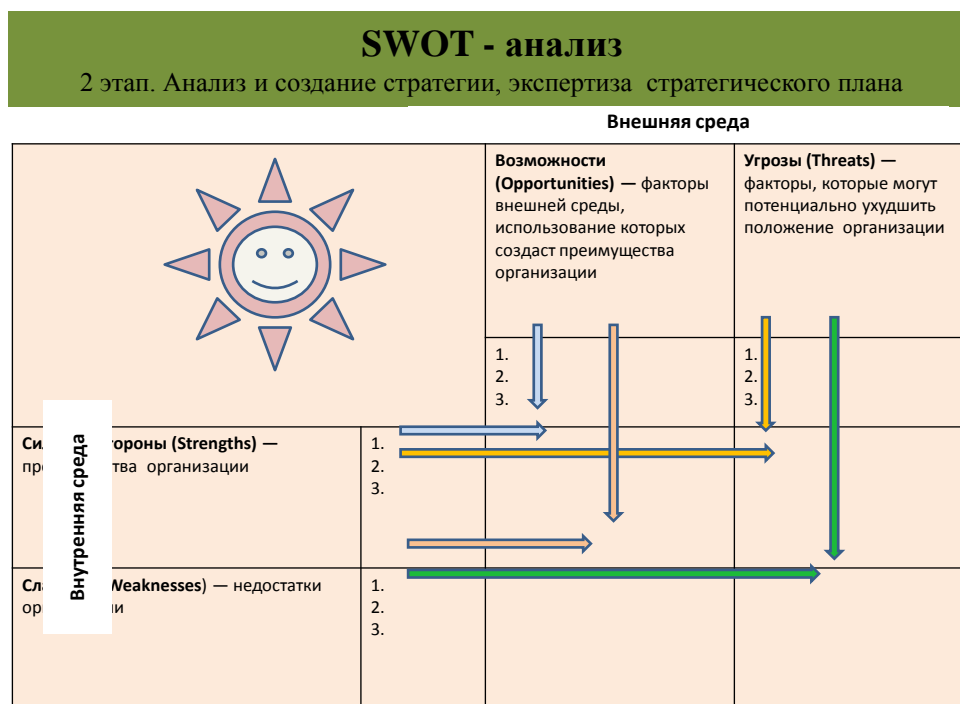 SWOT - анализ
2 этап. Анализ и создание стратегии, экспертиза стратегического плана
Внешняя среда
Возможности
(Opportunities) — факторы
внешней среды,
использование которых
создаст преимущества
организации
Угрозы (Threats) —
факторы, которые могут
потенциально ухудшить
положение организации
1.
2.
3.
1.
2.
3.
Внутренняя среда
(Strengths) —
организации
1.
2.
3.
Weaknesses) — недостатки
1.
2.
3.